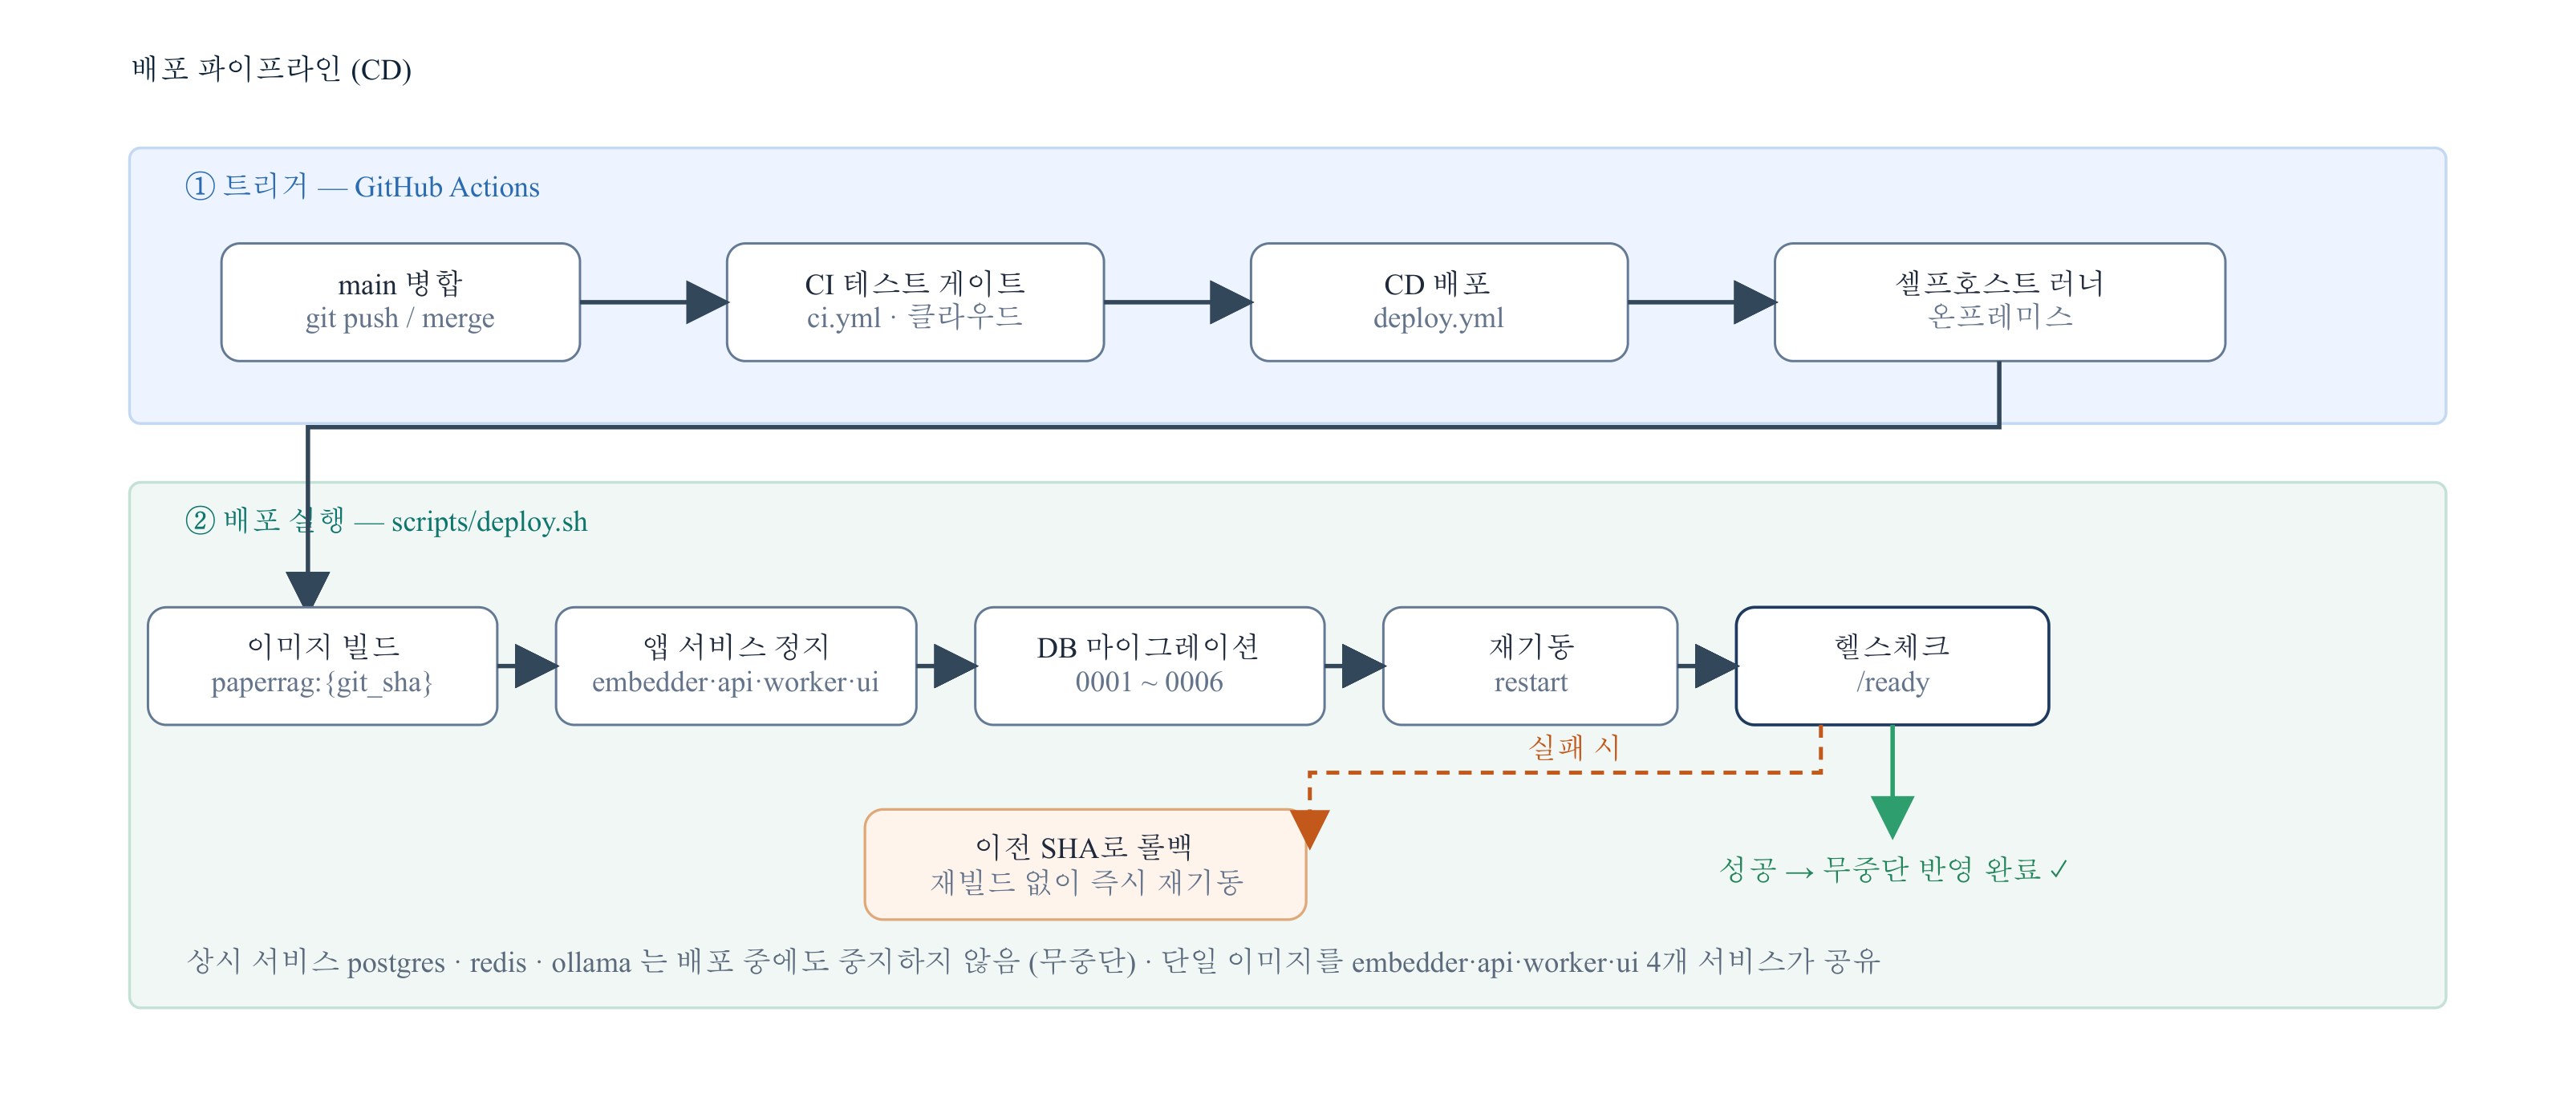 배포 파이프라인 (CD)
① 트리거 — GitHub Actions
main 병합
git push / merge
CI 테스트 게이트
ci.yml · 클라우드
CD 배포
deploy.yml
셀프호스트 러너
온프레미스
② 배포 실행 — scripts/deploy.sh
이미지 빌드
paperrag:{git_sha}
앱 서비스 정지
embedder·api·worker·ui
DB 마이그레이션
0001 ~ 0006
재기동
restart
헬스체크
/ready
실패 시
이전 SHA로 롤백
재빌드 없이 즉시 재기동
성공 → 무중단 반영 완료 ✓
상시 서비스 postgres · redis · ollama 는 배포 중에도 중지하지 않음 (무중단) · 단일 이미지를 embedder·api·worker·ui 4개 서비스가 공유